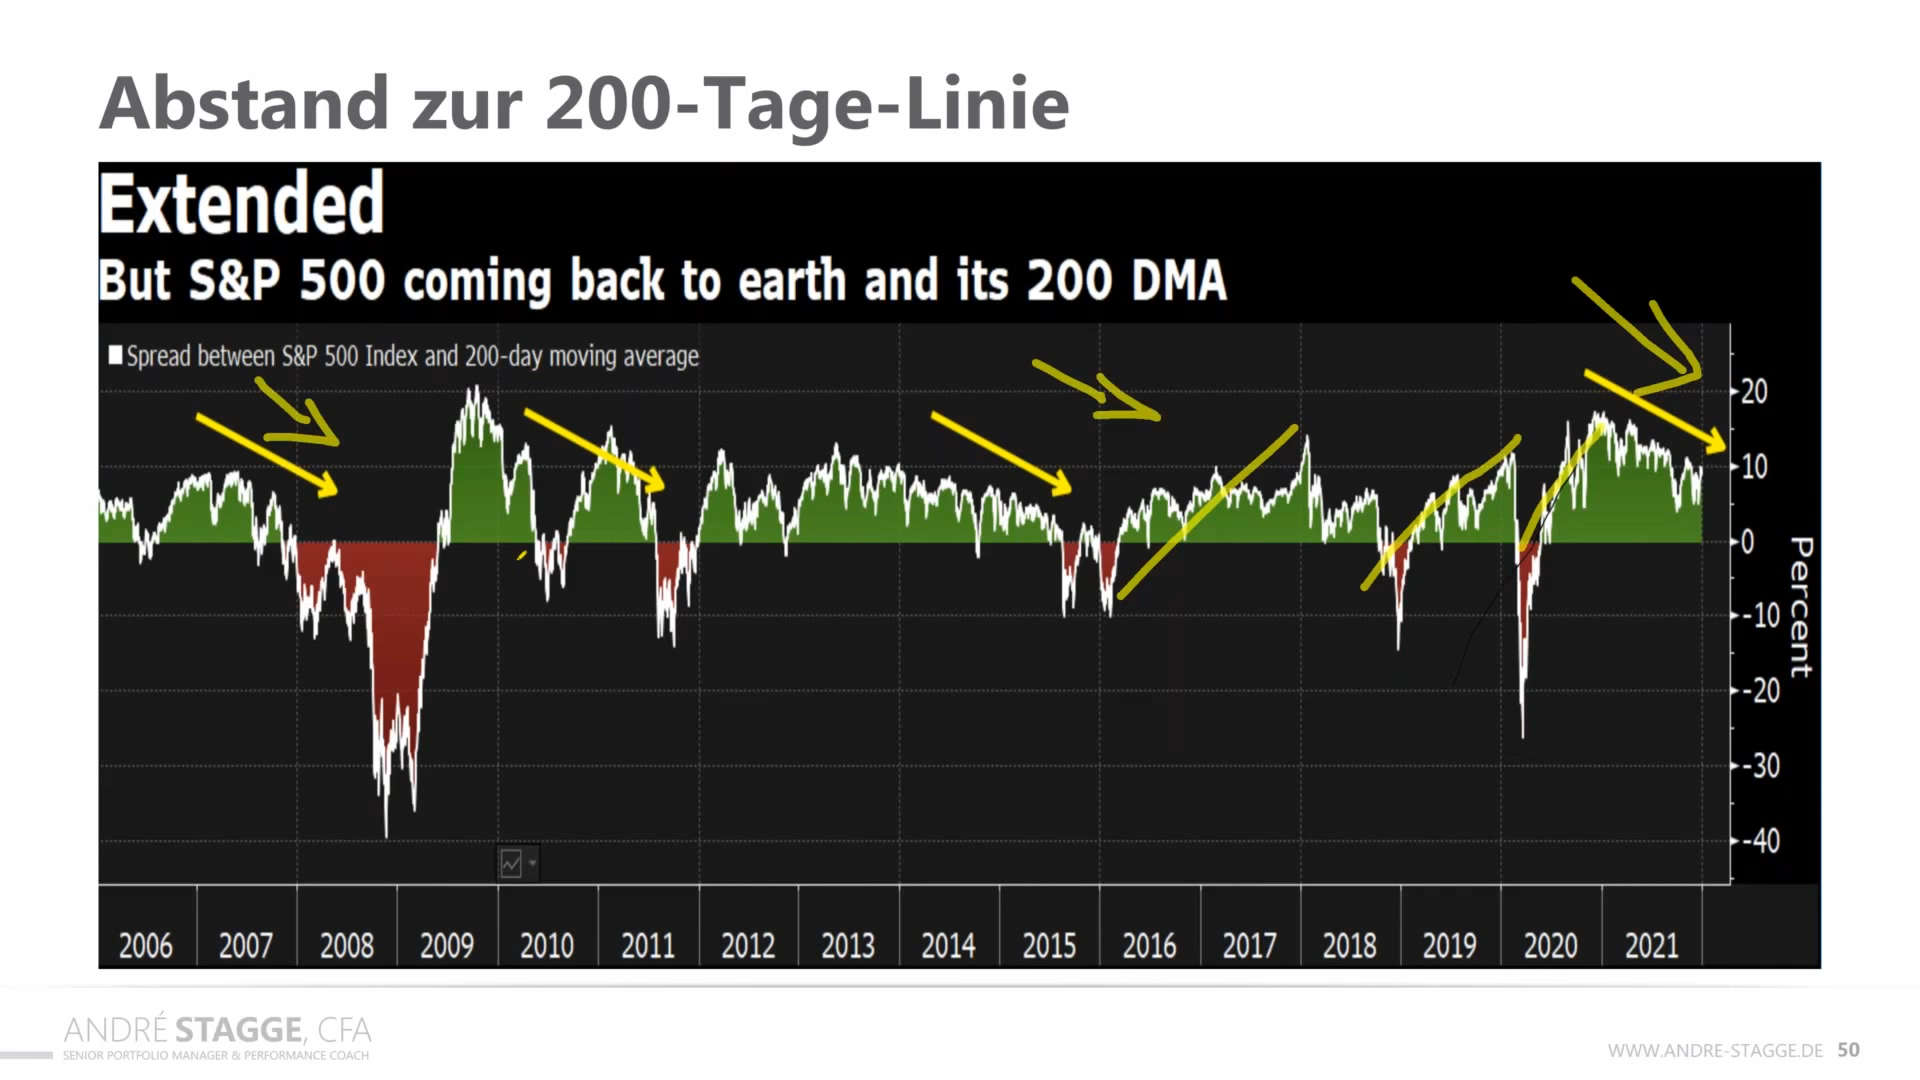 Abstand zur 200-Tage-Linie
Extended
But S&P 500 coming back to earth and its 200 DMA
Spread between S&P 500 Index and 200-day moving average
20
10
0
-10
-20
-30
-40
Percent
2006 2007 2008 2009 2010 2011 2012 2013 2014 2015 2016 2017 2018 2019 2020 2021
ANDRÉ STAGGE, CFA
SENIOR PORTFOLIO MANAGER & PERFORMANCE COACH
WWW.ANDRE-STAGGE.DE 50